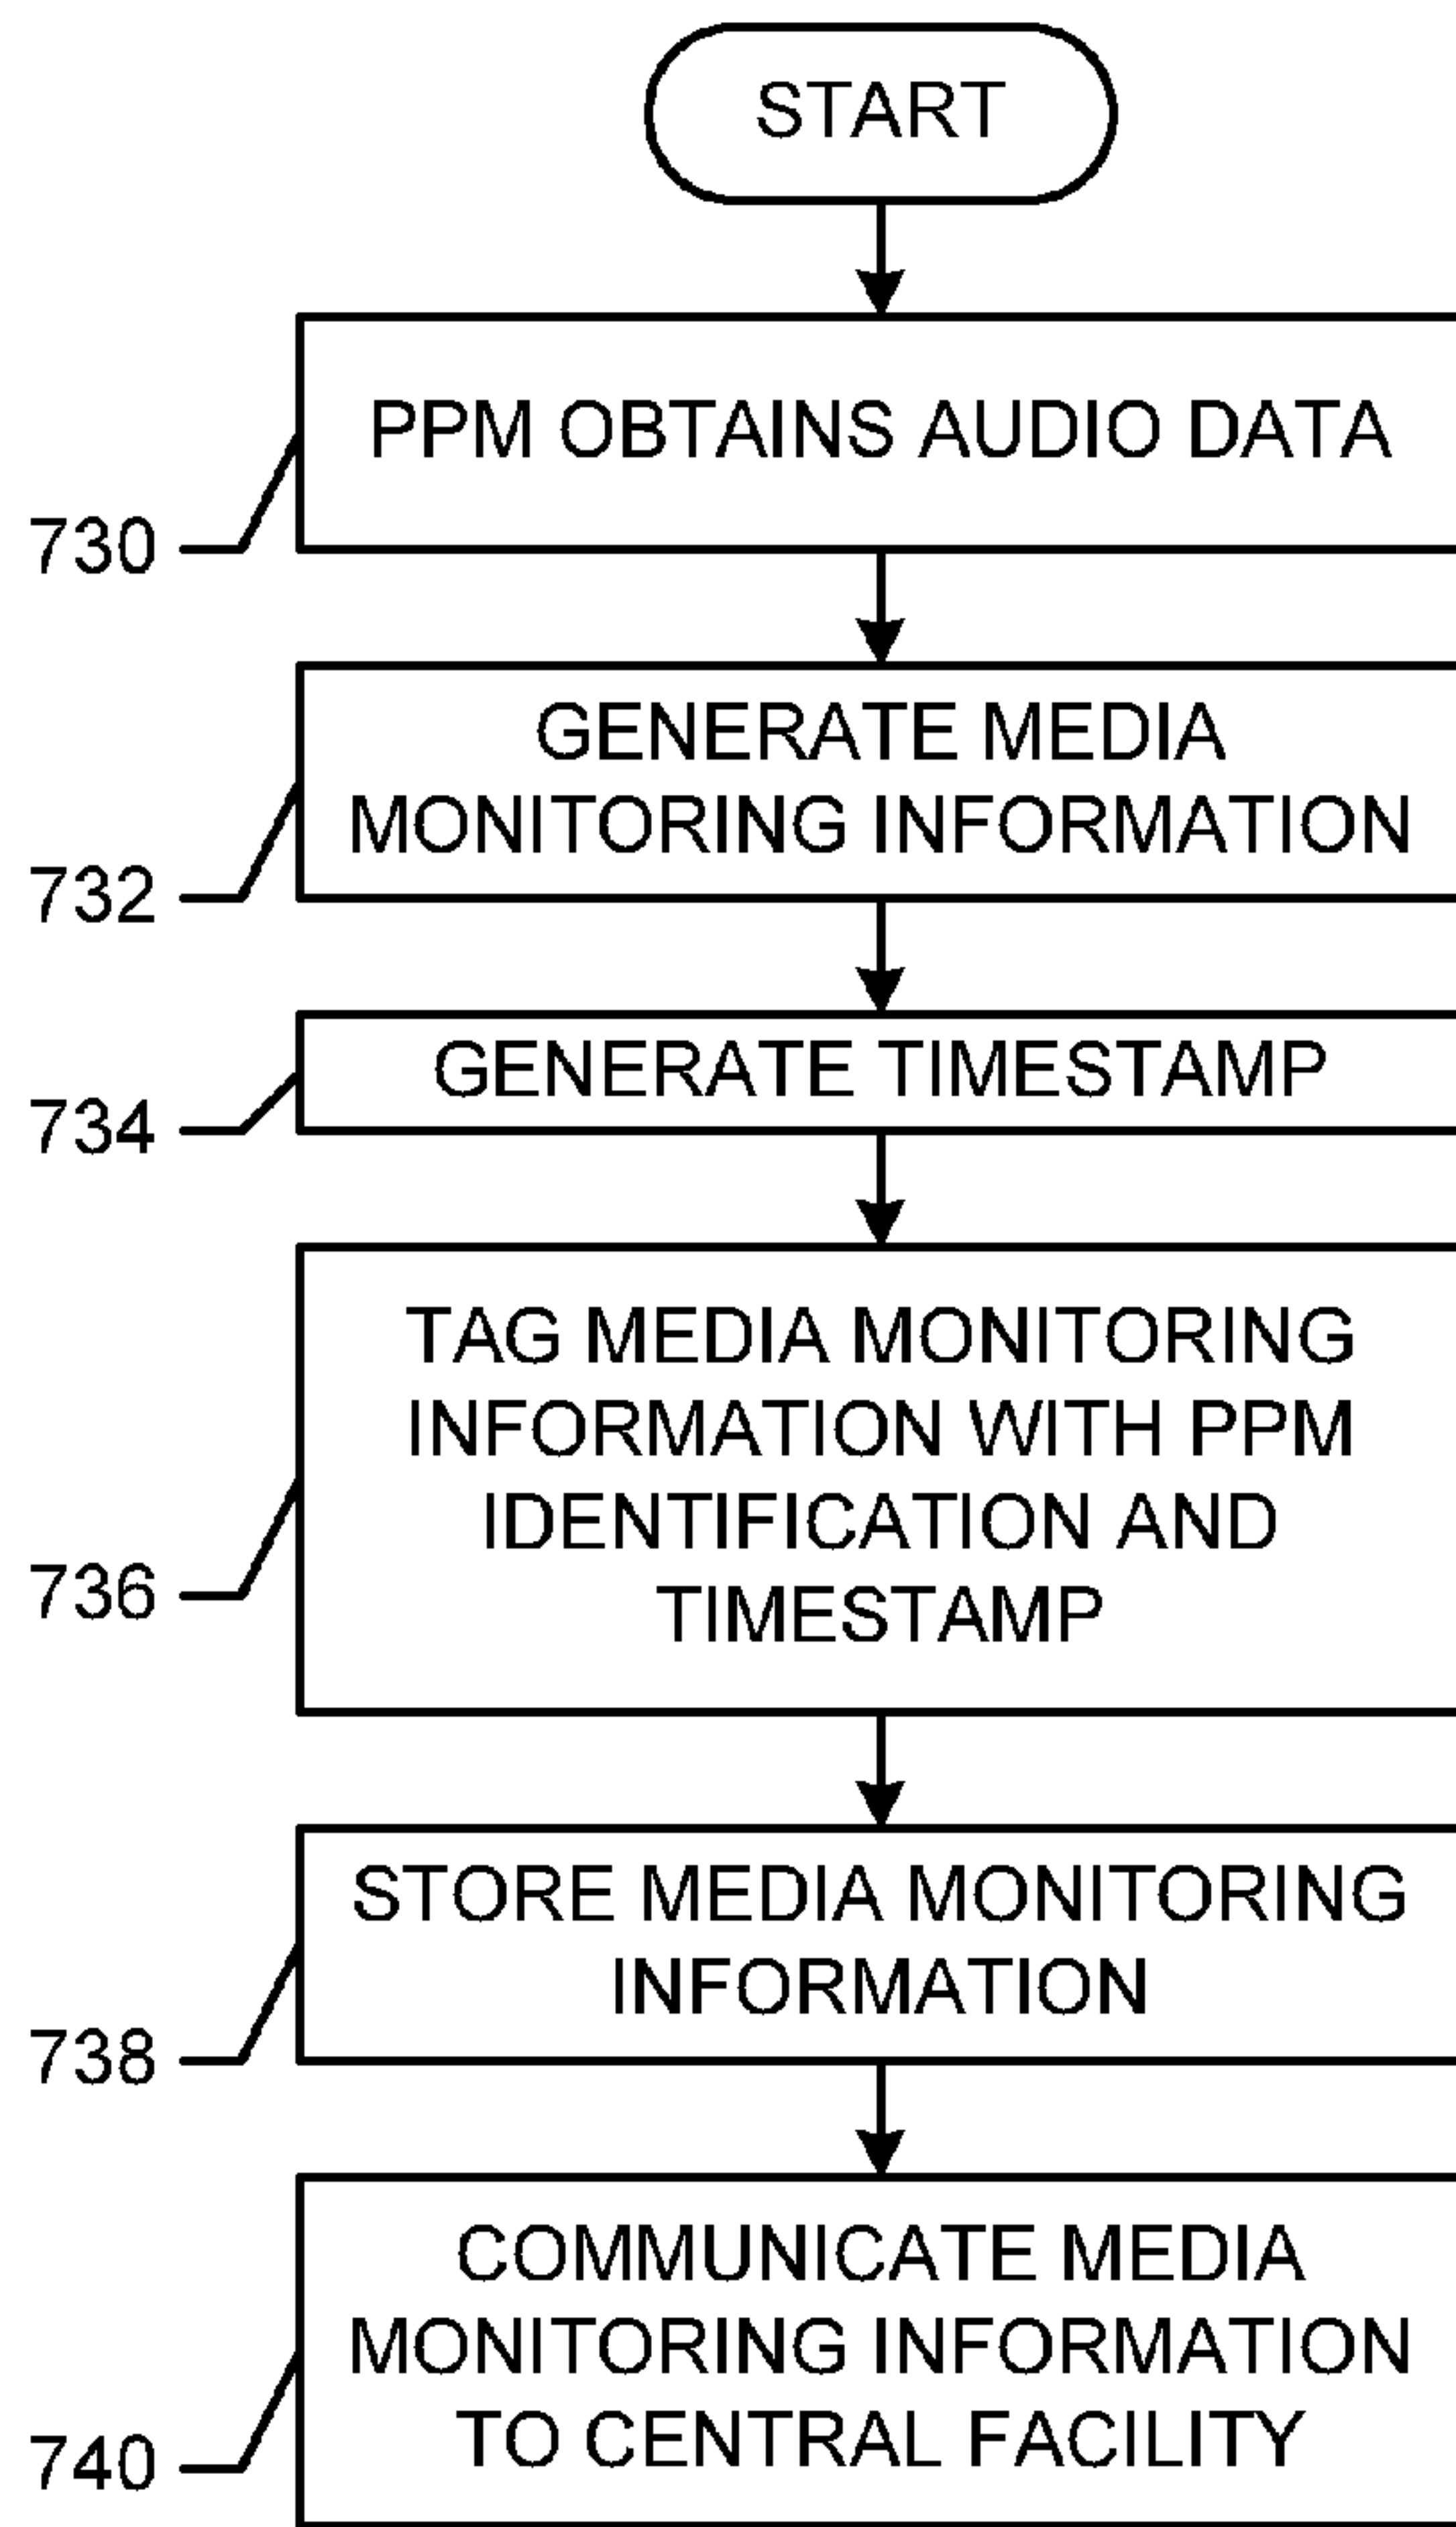 START
PPM OBTAINS AUDIO DATA
730
GENERATE MEDIA
MONITORING INFORMATION
732
GENERATE TIMESTAMP
734
TAG MEDIA MONITORING
INFORMATION WITH PPM
IDENTIFICATION AND
TIMESTAMP
736
STORE MEDIA MONITORING
INFORMATION
738
COMMUNICATE MEDIA
MONITORING INFORMATION
TO CENTRAL FACILITY
740